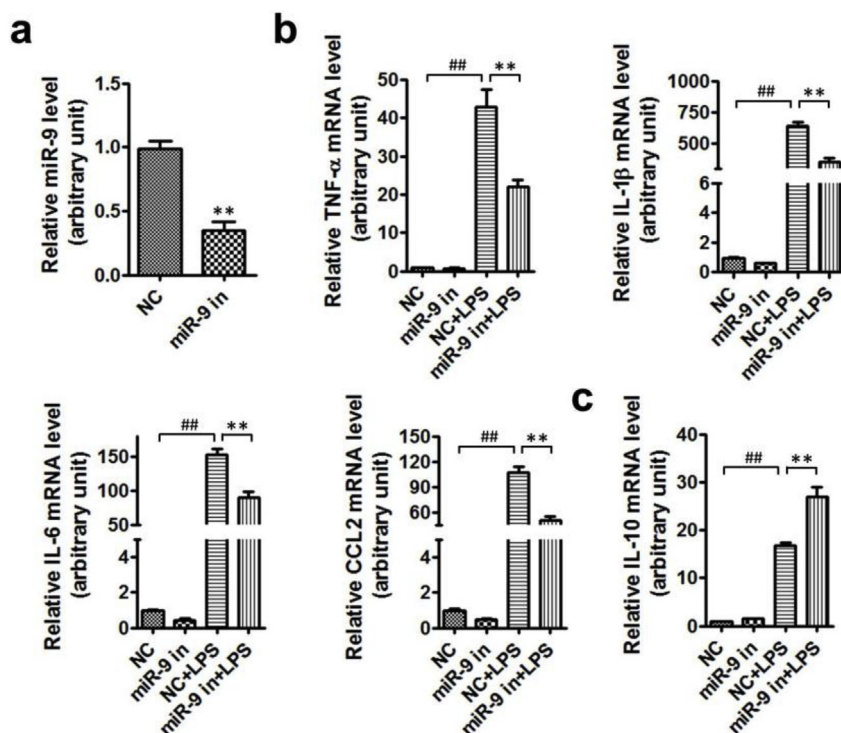 a
Relative miR-9 level
(arbitrary unit)
1.5
1.0
0.5
0.0
**
NC
miR-9 in
b
Relative TNF-α mRNA level
(arbitrary unit)
60
50
40
20
10
0
##
**
NC
miR-9 in
NC+LPS
miR-9 in+LPS
Relative IL-1β mRNA level
(arbitrary unit)
1000
750
500
6
4
2
0
##
**
NC
miR-9 in
NC+LPS
miR-9 in+LPS
Relative IL-6 mRNA level
(arbitrary unit)
150
100
50
4
2
0
##
**
NC
miR-9 in
NC+LPS
miR-9 in+LPS
Relative CCL2 mRNA level
(arbitrary unit)
150
120
90
60
4
2
0
##
**
NC
miR-9 in
NC+LPS
miR-9 in+LPS
c
Relative IL-10 mRNA level
(arbitrary unit)
40
30
20
10
0
##
**
NC
miR-9 in
NC+LPS
miR-9 in+LPS